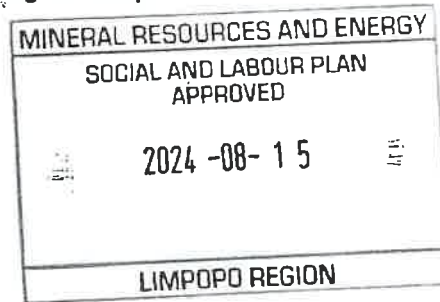 MINERAL RESOURCES AND ENERGY
SOCIAL AND LABOUR PLAN
APPROVED
2024 -08- 15
LIMPOPO REGION